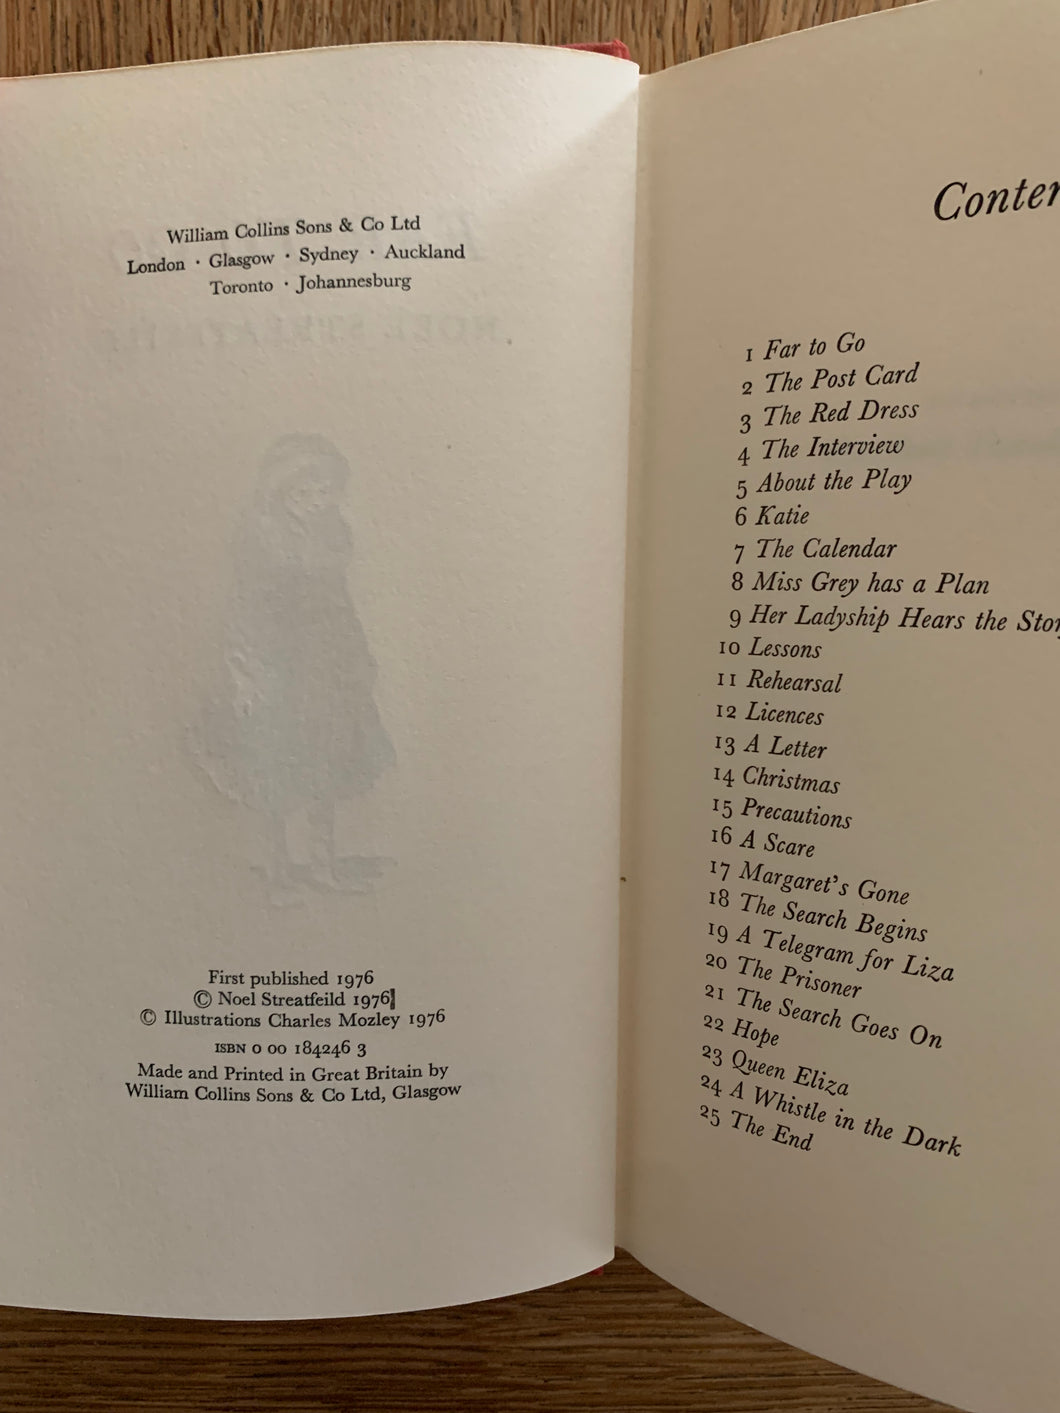 William Collins Sons & Co Ltd
London · Glasgow · Sydney · Auckland
Toronto · Johannesburg
First published 1976
© Noel Streatfeild 1976
© Illustrations Charles Mozley 1976
ISBN 0 00 184246 3
Made and Printed in Great Britain by
William Collins Sons & Co Ltd, Glasgow
1 Far to Go
2 The Post Card
3 The Red Dress
4 The Interview
5 About the Play
6 Katie
7 The Calendar
8 Miss Grey has a Plan
9 Her Ladyship Hears the
10 Lessons
11 Rehearsal
12 Licences
13 A Letter
14 Christmas
15 Precautions
16 A Scare
17 Margaret's Gone
18 The Search Begins
19 A Telegram for Liza
20 The Prisoner
21 The Search Goes On
22 Hope
23 Queen Eliza
24 A Whistle in the Dark
25 The End